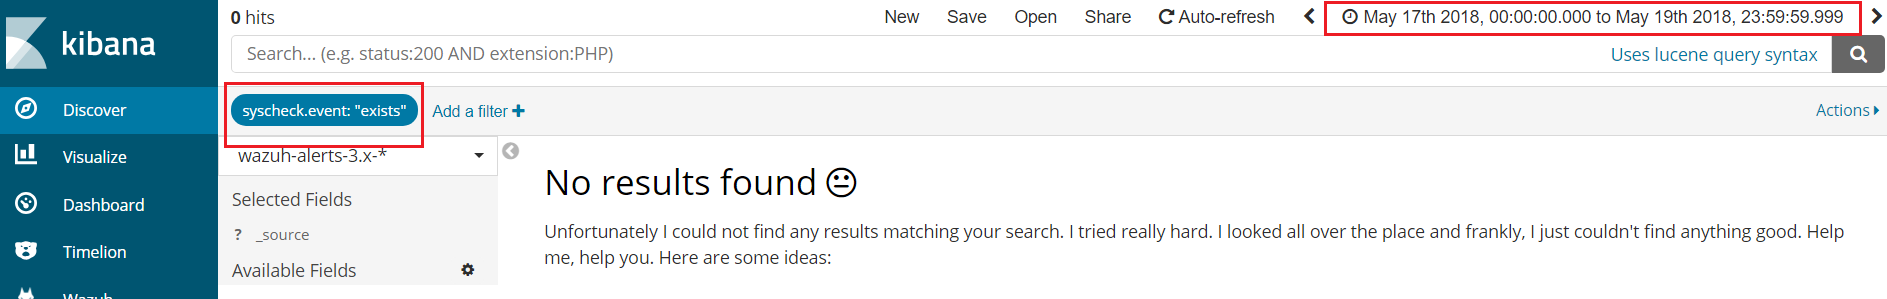 kibana
Discover
Visualize
Dashboard
Timelion
Wazuh
0 hits
New Save Open Share Auto-refresh May 17th 2018, 00:00:00.000 to May 19th 2018, 23:59:59.999
Search... (e.g. status:200 AND extension:PHP) Uses lucene query syntax
syscheck.event: "exists" Add a filter + Actions
wazuh-alerts-3.x-*
Selected Fields
? _source
Available Fields
No results found
Unfortunately I could not find any results matching your search. I tried really hard. I looked all over the place and frankly, I just couldn't find anything good. Help
me, help you. Here are some ideas: